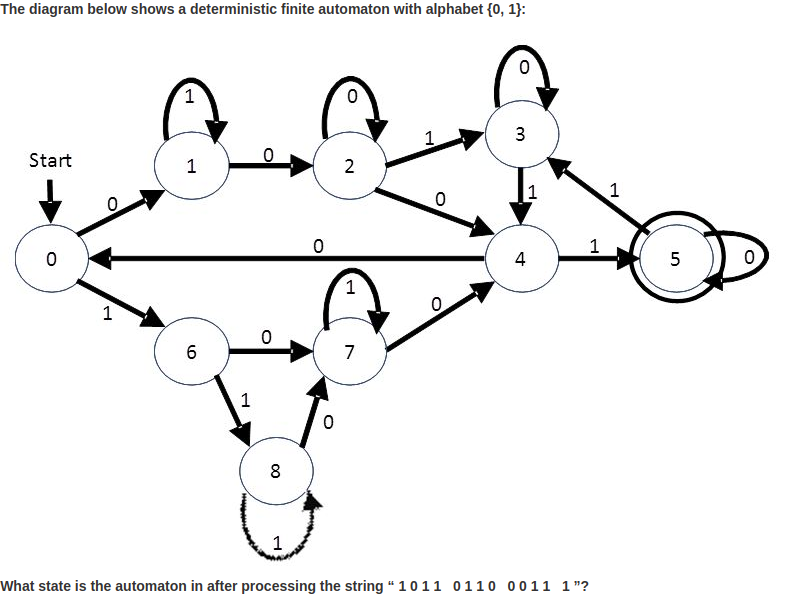 The diagram below shows a deterministic finite automaton with alphabet {0, 1}:
0
1 0 1
3
Start 1 0 2 0 1 1
0 0
0 0 4 1 5 0
1 1 0
6 0 7
1 0
8
1
What state is the automaton in after processing the string “ 1 0 1 1 0 1 1 0 0 0 1 1 1 ”?